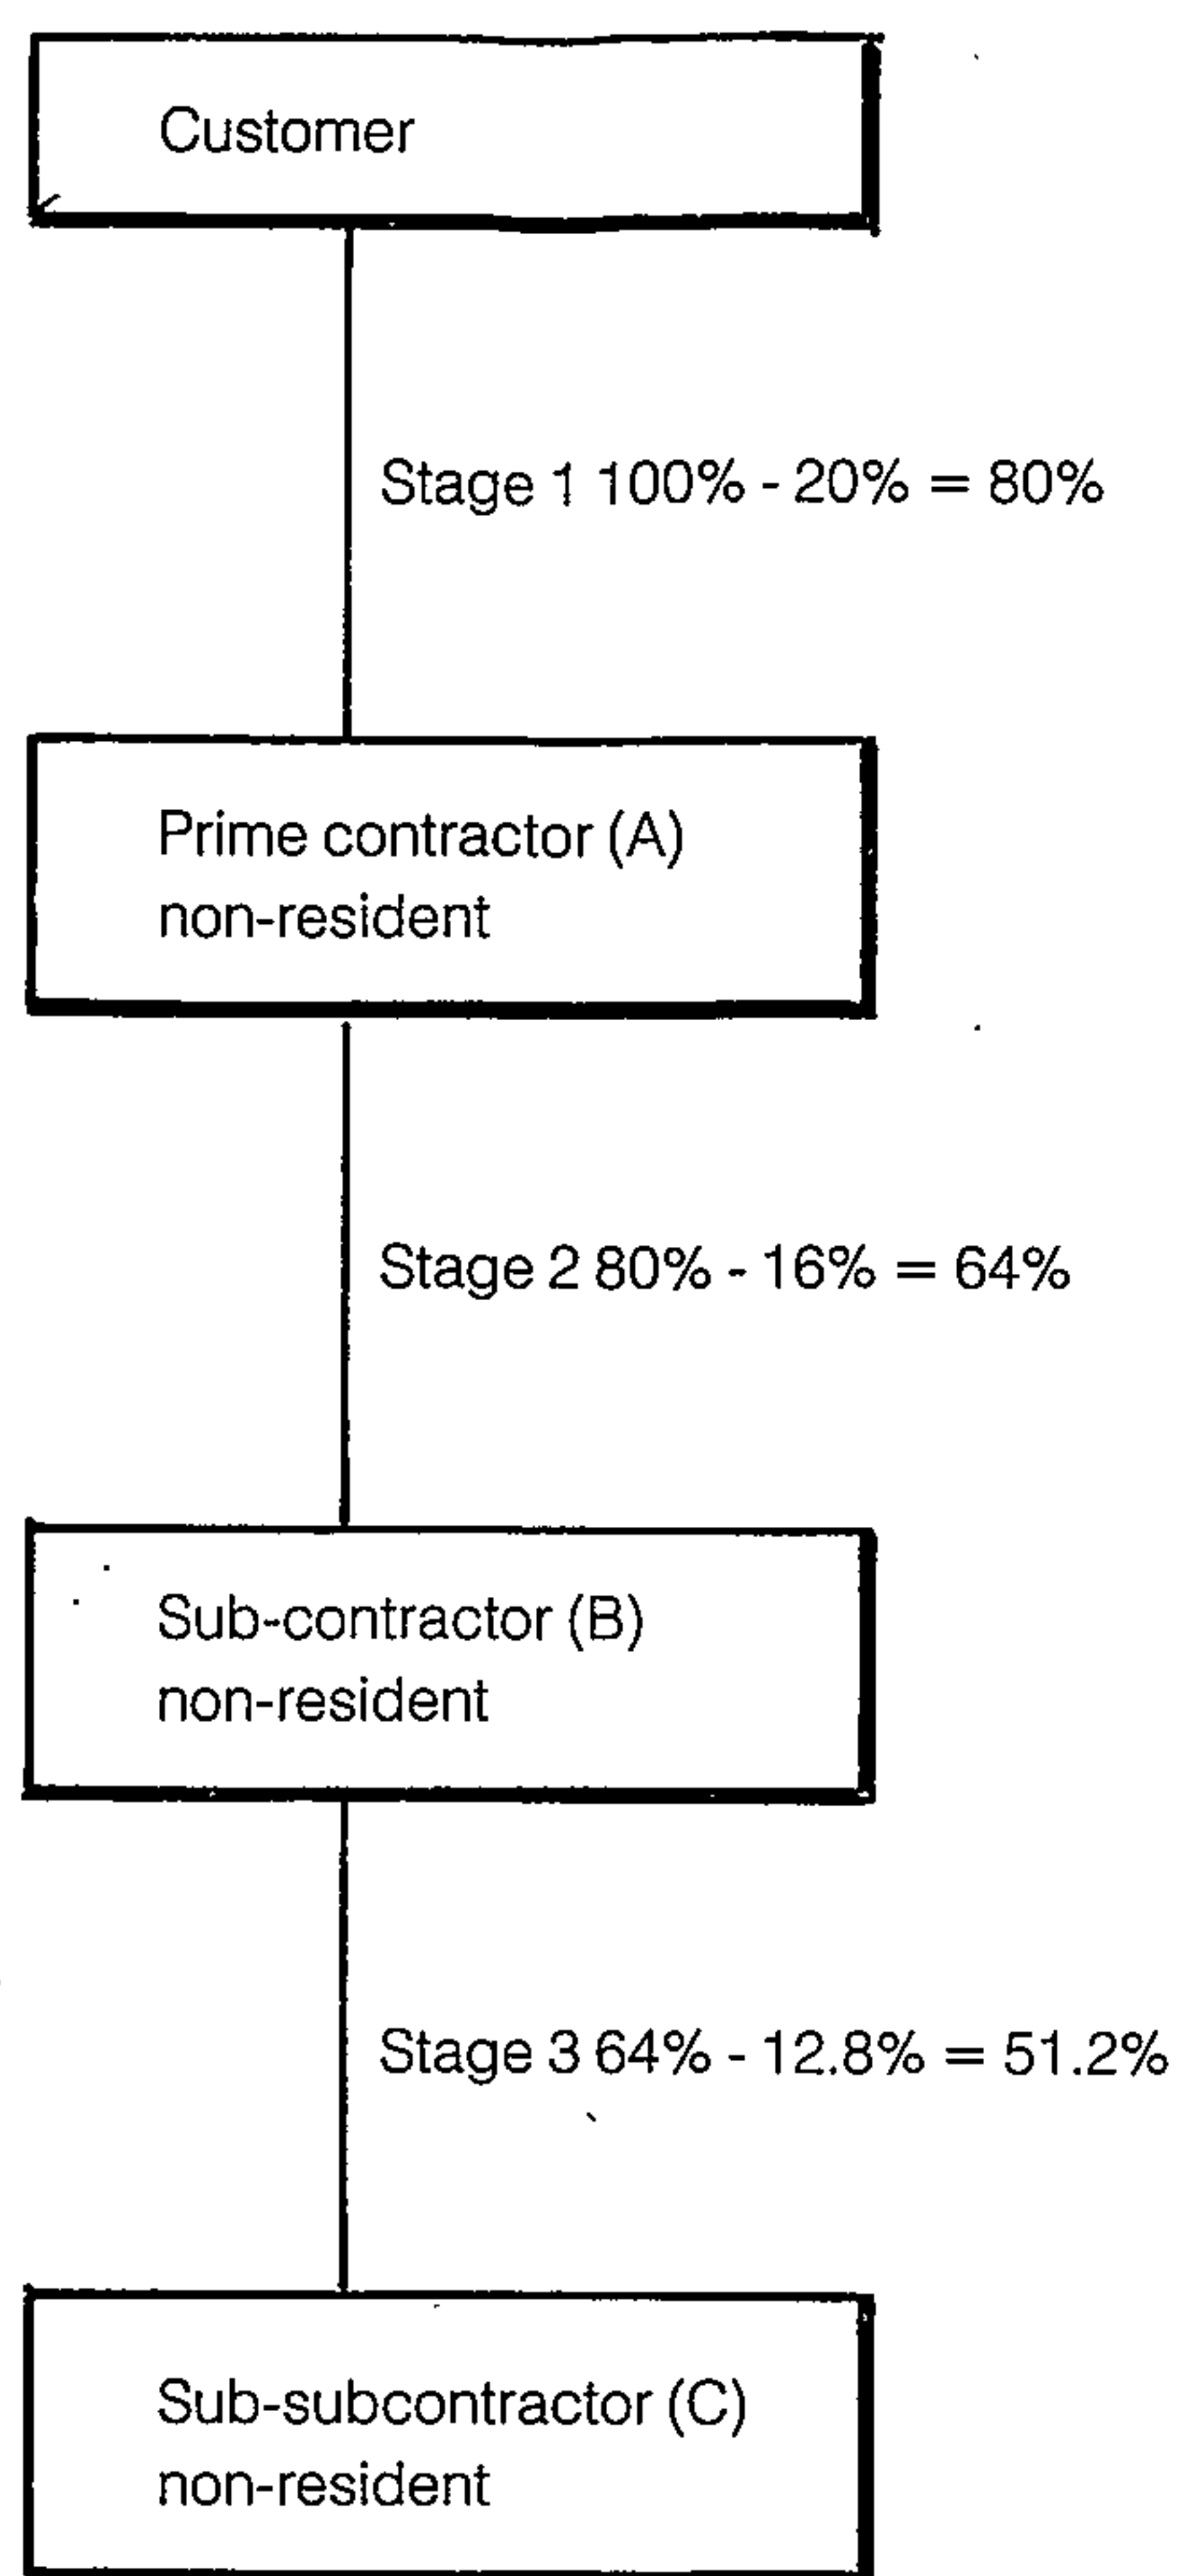 Customer
Stage 1 100% - 20% = 80%
Prime contractor (A)
non-resident
Stage 2 80% - 16% = 64%
Sub-contractor (B)
non-resident
Stage 3 64% - 12.8% = 51.2%
Sub-subcontractor (C)
non-resident